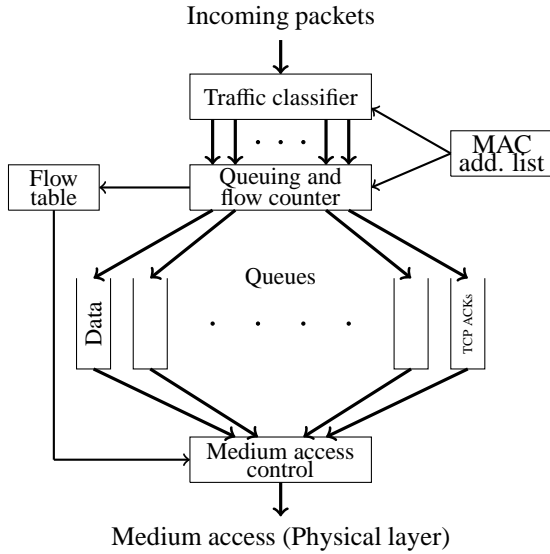 Incoming packets
Traffic classifier
MAC
add. list
Flow
table
Queuing and
flow counter
Queues
Data
TCP ACKs
Medium access
control
Medium access (Physical layer)